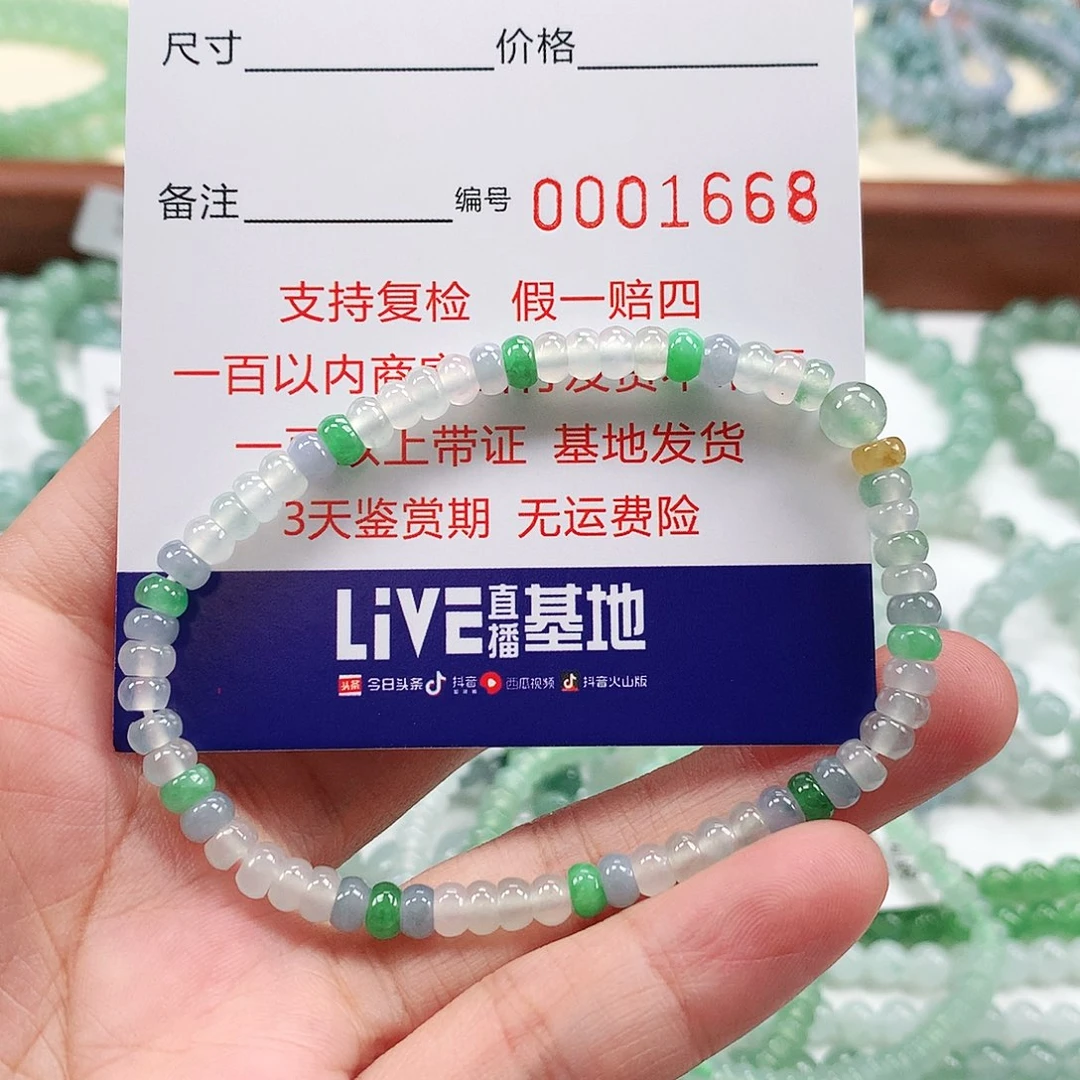 尺寸 价格
备注 编号 0001668
支持复检 假一赔四
一百以内商
上带证 基地发货
3天鉴赏期 无运费险
LiVE直播基地
头条 今日头条 抖音 西瓜视频 抖音火山版